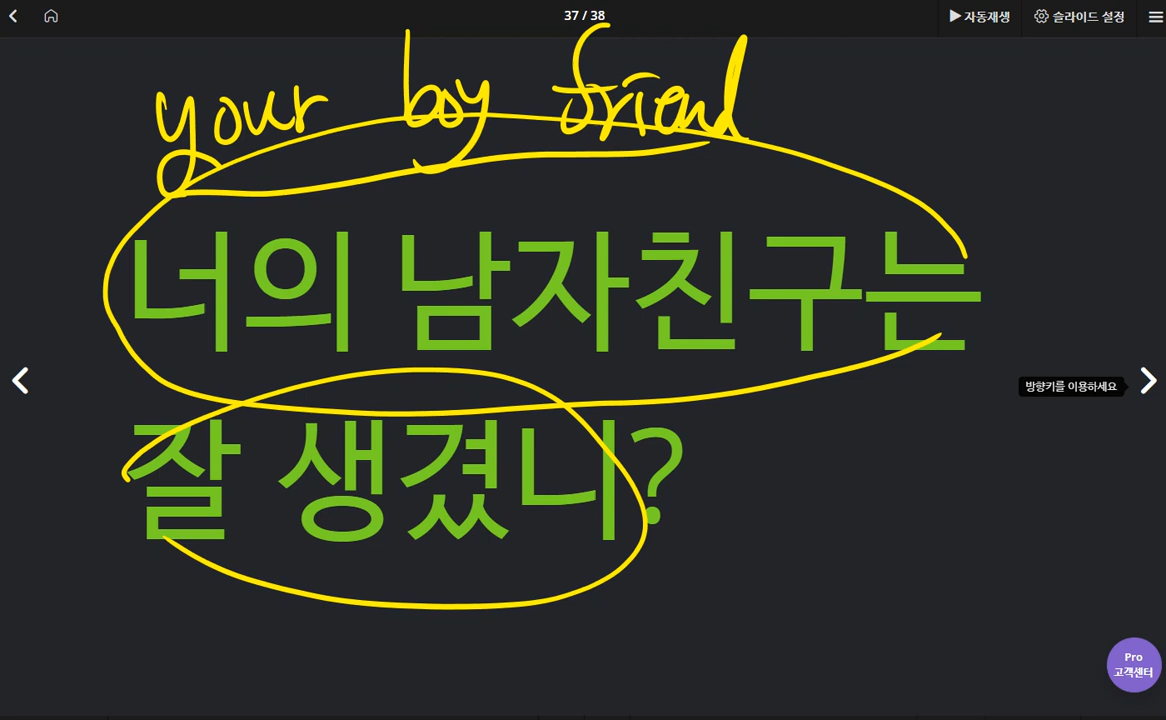 37 / 38
자동재생
슬라이드 설정
your boy friend
너의 남자친구는
방향키를 이용하세요
잘 생겼니?
Pro
고객센터